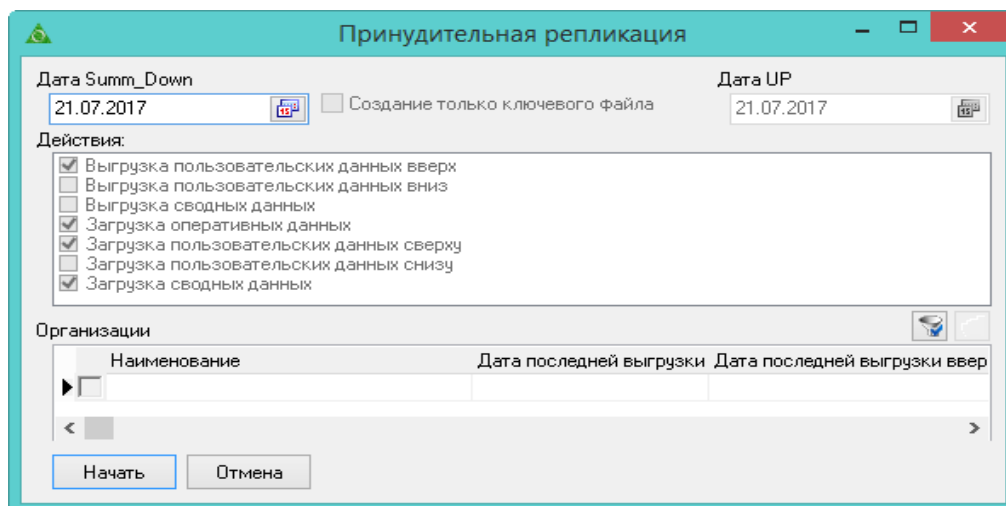 Принудительная репликация
Дата Summ_Down
Дата UP
21.07.2017
Создание только ключевого файла
21.07.2017
Действия:
Выгрузка пользовательских данных вверх
Выгрузка пользовательских данных вниз
Выгрузка сводных данных
Загрузка оперативных данных
Загрузка пользовательских данных сверху
Загрузка пользовательских данных снизу
Загрузка сводных данных
Организации
Наименование Дата последней выгрузки Дата последней выгрузки ввер
Начать Отмена